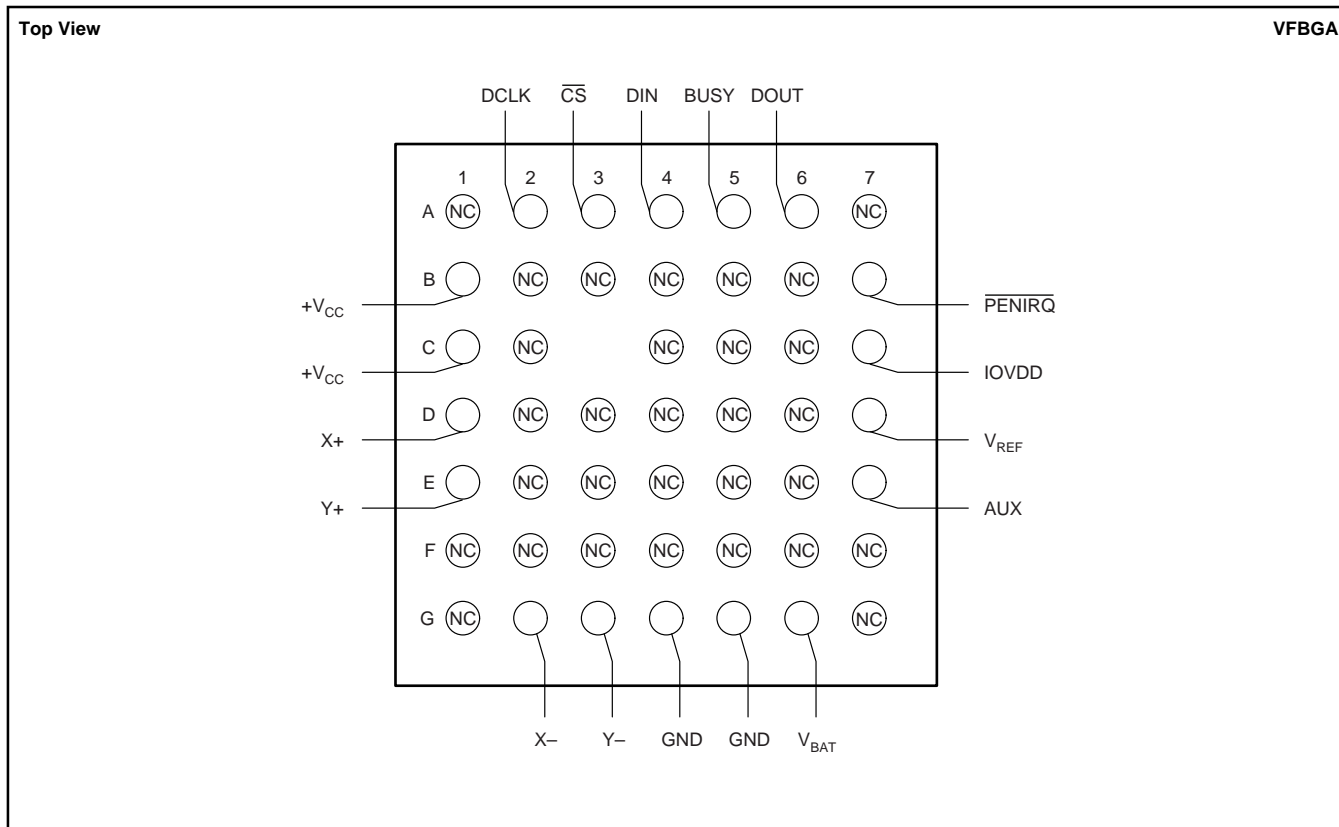 Top View VFBGA
DCLK C̅S̅ DIN BUSY DOUT
1 2 3 4 5 6 7
A NC NC
B NC NC NC NC NC
+VCC P̅E̅N̅I̅R̅Q̅
C NC NC NC NC
+VCC IOVDD
D NC NC NC NC NC
X+ VREF
E NC NC NC NC NC
Y+ AUX
F NC NC NC NC NC NC NC
G NC NC
X– Y– GND GND VBAT